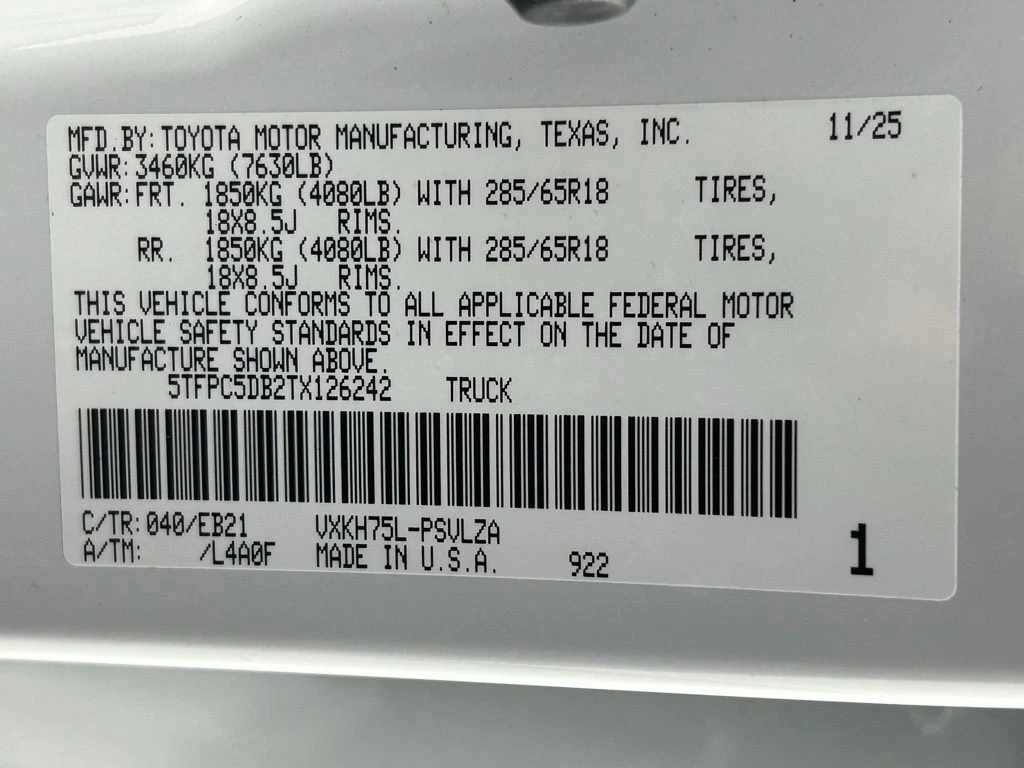 MFD.BY: TOYOTA MOTOR MANUFACTURING, TEXAS, INC. 11/25
GVWR: 3460KG (7630LB)
GAWR: FRT. 1850KG (4080LB) WITH 285/65R18 TIRES,
18X8.5J RIMS.
RR. 1850KG (4080LB) WITH 285/65R18 TIRES,
18X8.5J RIMS.
THIS VEHICLE CONFORMS TO ALL APPLICABLE FEDERAL MOTOR
VEHICLE SAFETY STANDARDS IN EFFECT ON THE DATE OF
MANUFACTURE SHOWN ABOVE.
5TFPC5DB2TX126242 TRUCK
C/TR: 040/EB21 VXKH75L-PSVLZA
A/TM: /L4A0F MADE IN U.S.A. 922 1